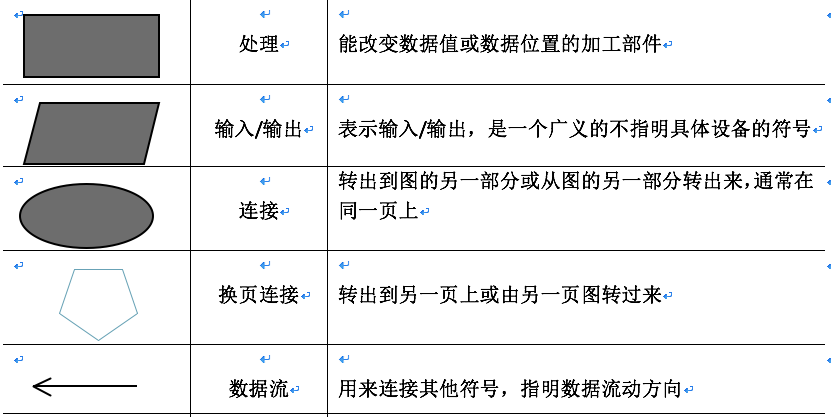 处理
能改变数据值或数据位置的加工部件
输入/输出
表示输入/输出，是一个广义的不指明具体设备的符号
连接
转出到图的另一部分或从图的另一部分转出来，通常在
同一页上
换页连接
转出到另一页上或由另一页图转过来
数据流
用来连接其他符号，指明数据流动方向